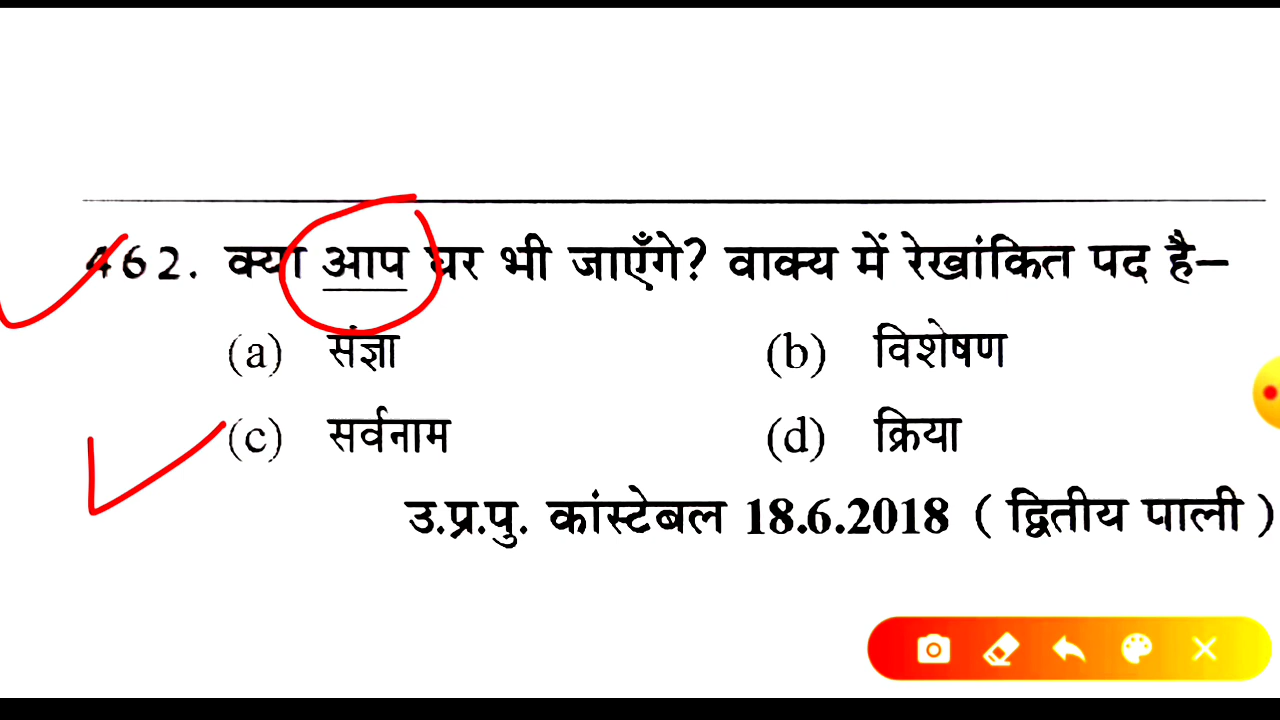 462. क्या आप घर भी जाएँगे? वाक्य में रेखांकित पद है–
(a) संज्ञा (b) विशेषण
(c) सर्वनाम (d) क्रिया
उ.प्र.पु. कांस्टेबल 18.6.2018 ( द्वितीय पाली )